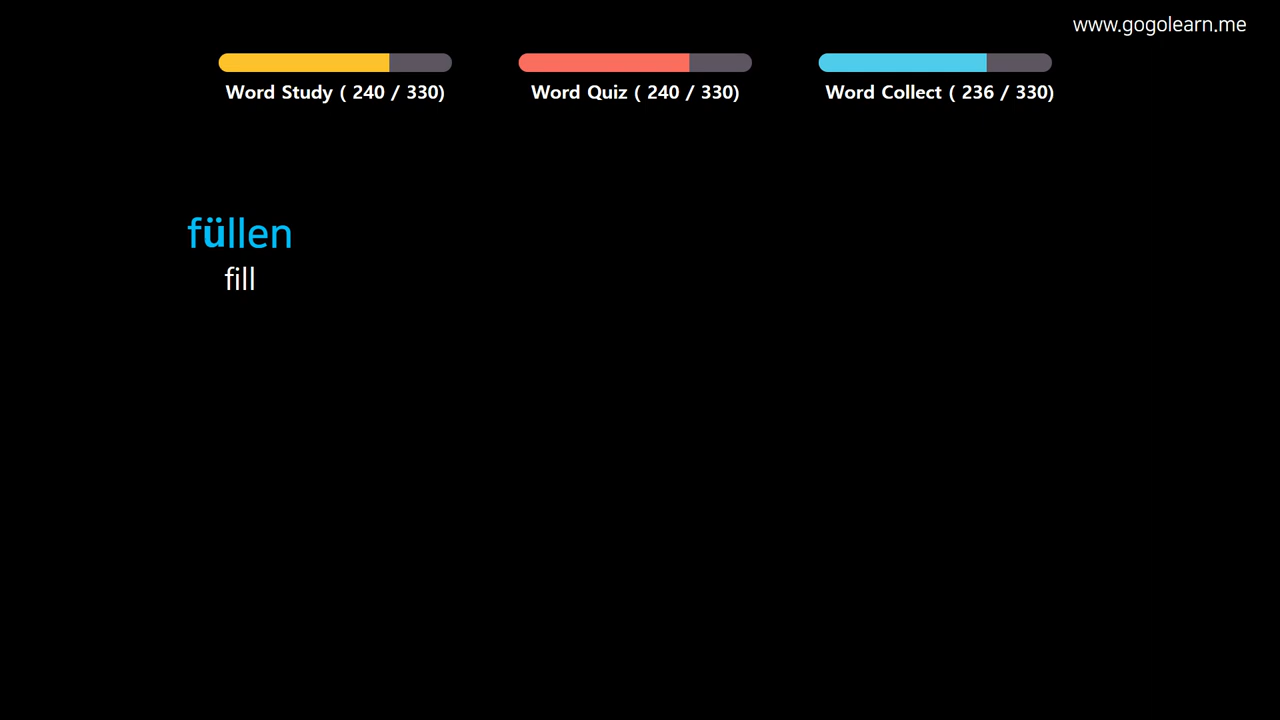 www.gogolearn.me
Word Study ( 240 / 330)
Word Quiz ( 240 / 330)
Word Collect ( 236 / 330)
füllen
fill